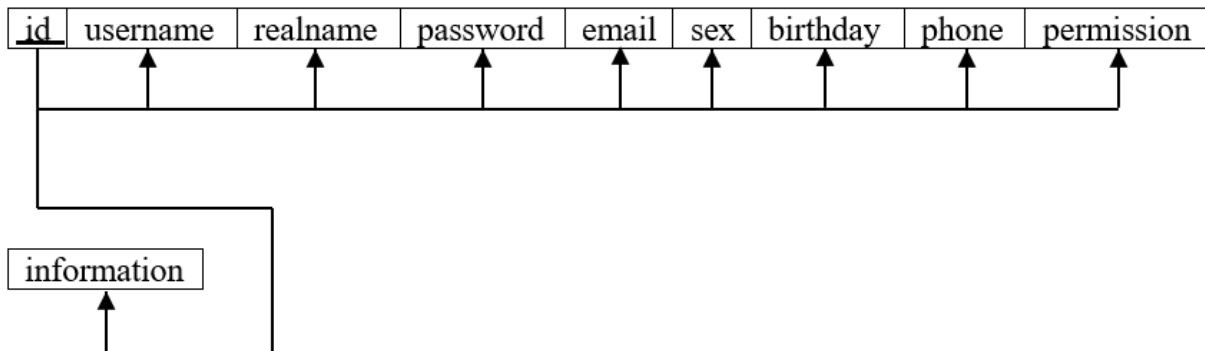 id username realname password email sex birthday phone permission
information